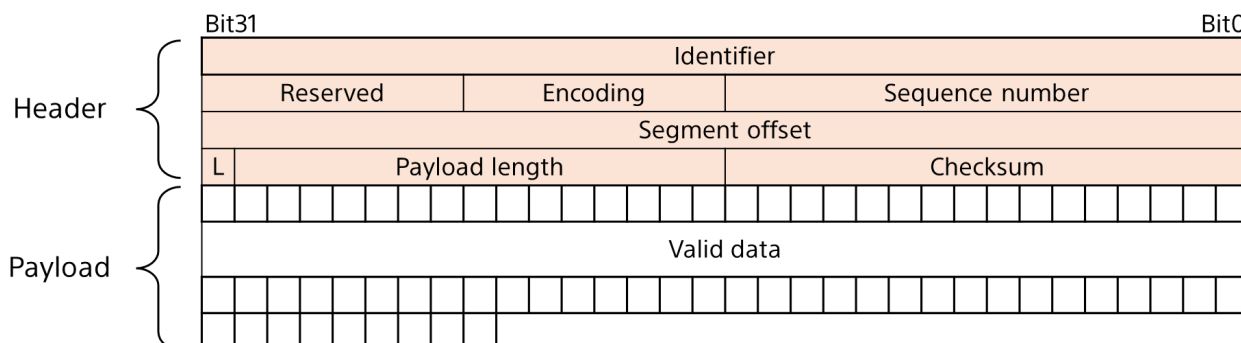 Bit31 Bit0
Identifier
Header Reserved Encoding Sequence number
Segment offset
L Payload length Checksum
Payload Valid data